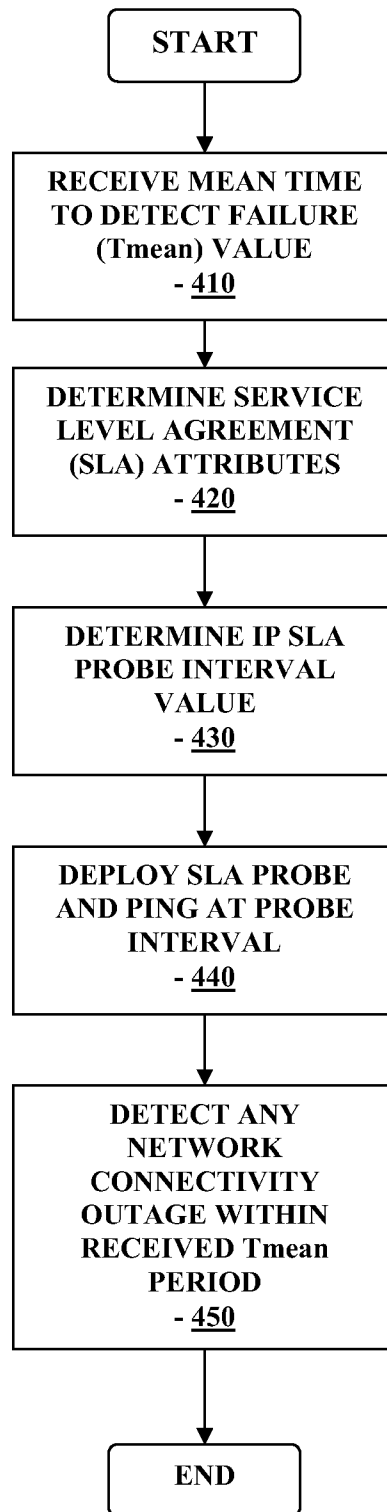 START
RECEIVE MEAN TIME
TO DETECT FAILURE
(Tmean) VALUE
- 410
DETERMINE SERVICE
LEVEL AGREEMENT
(SLA) ATTRIBUTES
- 420
DETERMINE IP SLA
PROBE INTERVAL
VALUE
- 430
DEPLOY SLA PROBE
AND PING AT PROBE
INTERVAL
- 440
DETECT ANY
NETWORK
CONNECTIVITY
OUTAGE WITHIN
RECEIVED Tmean
PERIOD
- 450
END